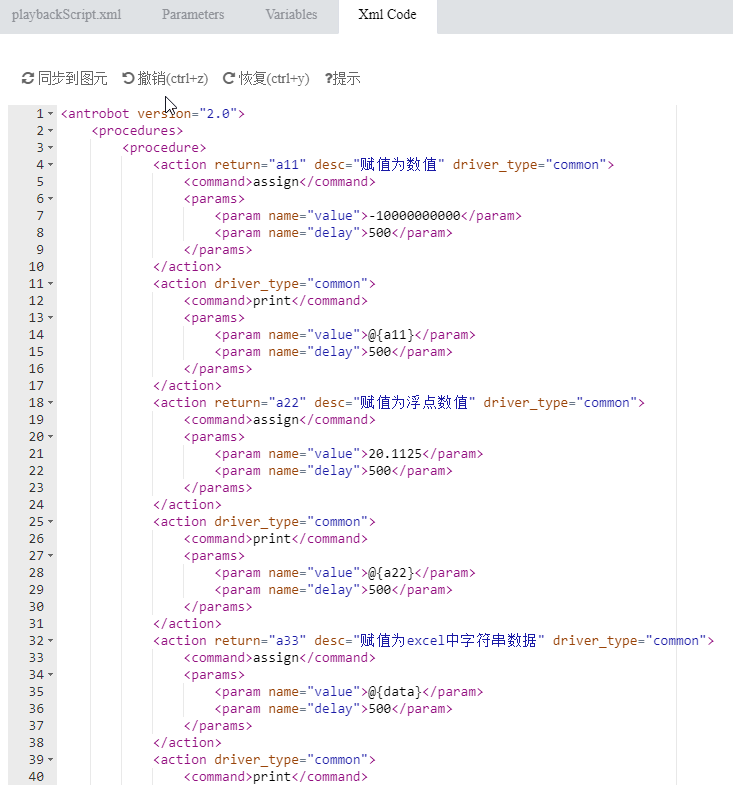 playbackScript.xml Parameters Variables Xml Code
同步到图元 撤销(ctrl+z) 恢复(ctrl+y) ?提示
1 <antrobot version="2.0">
2 <procedures>
3 <procedure>
4 <action return="a11" desc="赋值为数值" driver_type="common">
5 <command>assign</command>
6 <params>
7 <param name="value">-10000000000</param>
8 <param name="delay">500</param>
9 </params>
10 </action>
11 <action driver_type="common">
12 <command>print</command>
13 <params>
14 <param name="value">@{a11}</param>
15 <param name="delay">500</param>
16 </params>
17 </action>
18 <action return="a22" desc="赋值为浮点数值" driver_type="common">
19 <command>assign</command>
20 <params>
21 <param name="value">20.1125</param>
22 <param name="delay">500</param>
23 </params>
24 </action>
25 <action driver_type="common">
26 <command>print</command>
27 <params>
28 <param name="value">@{a22}</param>
29 <param name="delay">500</param>
30 </params>
31 </action>
32 <action return="a33" desc="赋值为excel中字符串数据" driver_type="common">
33 <command>assign</command>
34 <params>
35 <param name="value">@{data}</param>
36 <param name="delay">500</param>
37 </params>
38 </action>
39 <action driver_type="common">
40 <command>print</command>